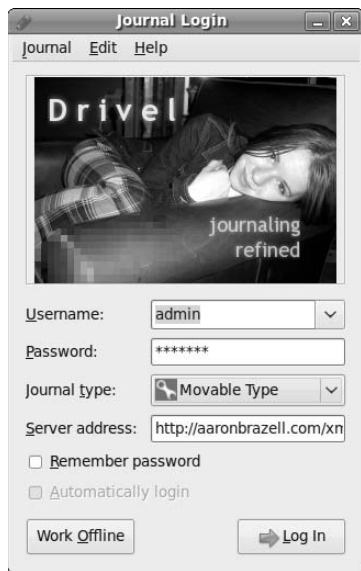 Journal Login
Journal Edit Help
Drivel
journaling
refined
Username: admin
Password: *******
Journal type: Movable Type
Server address: http://aaronbrazell.com/xm
Remember password
Automatically login
Work Offline Log In